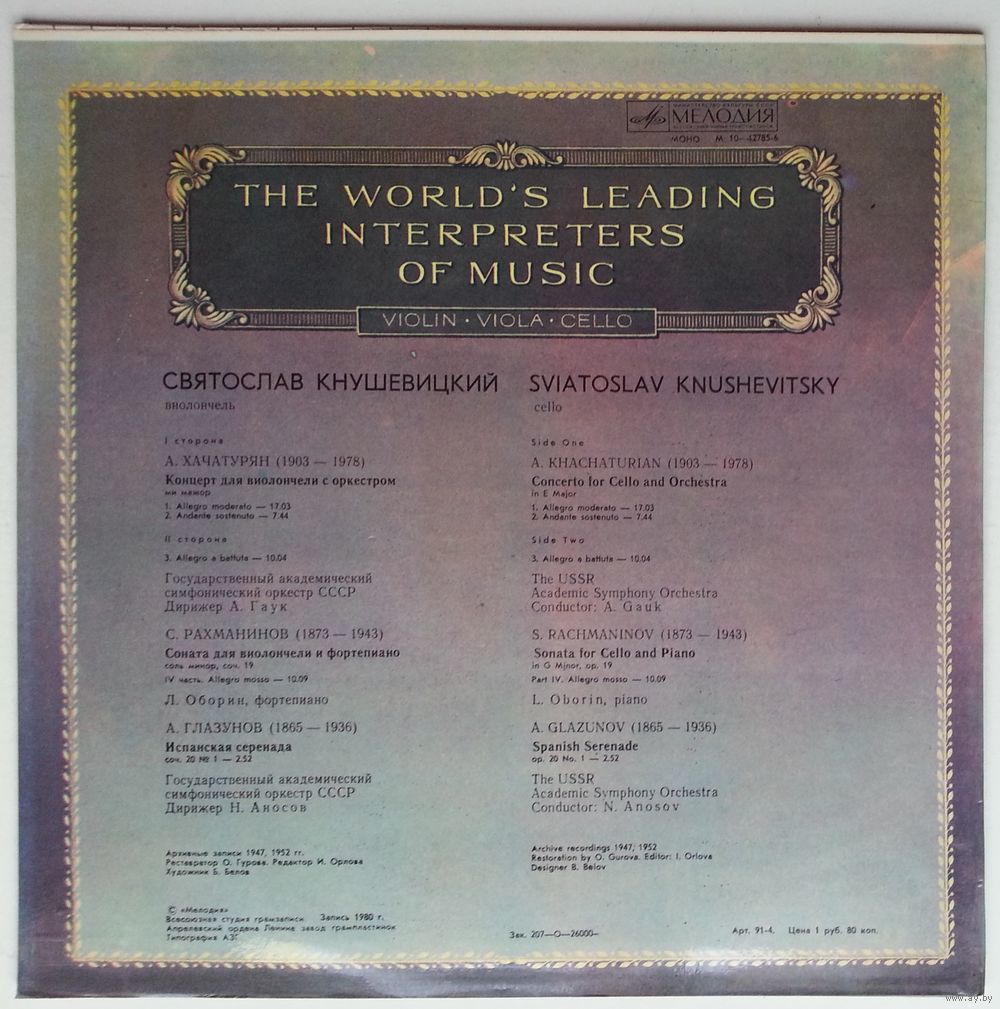 МИНИСТЕРСТВО КУЛЬТУРЫ СССР
МЕЛОДИЯ
МОНО М 10—42785-6
THE WORLD'S LEADING
INTERPRETERS
OF MUSIC
VIOLIN · VIOLA · CELLO
СВЯТОСЛАВ КНУШЕВИЦКИЙ
виолончель
I сторона
А. ХАЧАТУРЯН (1903 — 1978)
Концерт для виолончели с оркестром
ми мажор
1. Allegro moderato — 17.03
2. Andante sostenuto — 7.44
II сторона
3. Allegro a battuta — 10.04
Государственный академический
симфонический оркестр СССР
Дирижер А. Гаук
С. РАХМАНИНОВ (1873 — 1943)
Соната для виолончели и фортепиано
соль минор, соч. 19
IV часть. Allegro mosso — 10.09
Л. Оборин, фортепиано
А. ГЛАЗУНОВ (1865 — 1936)
Испанская серенада
соч. 20 № 1 — 2.52
Государственный академический
симфонический оркестр СССР
Дирижер Н. Аносов
Архивные записи 1947, 1952 гг.
Реставратор О. Гурова. Редактор И. Орлова
Художник Б. Белов
© «Мелодия»
Всесоюзная студия грамзаписи Запись 1980 г.
Апрелевский ордена Ленина завод грампластинок
Типография АЗГ
SVIATOSLAV KNUSHEVITSKY
cello
Side One
A. KHACHATURIAN (1903 — 1978)
Concerto for Cello and Orchestra
in E Major
1. Allegro moderato — 17.03
2. Andante sostenuto — 7.44
Side Two
3. Allegro a battuta — 10.04
The USSR
Academic Symphony Orchestra
Conductor: A. Gauk
S. RACHMANINOV (1873 — 1943)
Sonata for Cello and Piano
in G Minor, op. 19
Part IV. Allegro mosso — 10.09
L. Oborin, piano
A. GLAZUNOV (1865 — 1936)
Spanish Serenade
op. 20 No. 1 — 2.52
The USSR
Academic Symphony Orchestra
Conductor: N. Anosov
Archive recordings 1947, 1952
Restoration by O. Gurova. Editor: I. Orlova
Designer B. Belov
Зак. 207—О—26000—
Арт. 91-4. Цена 1 руб. 80 коп.
www.ay.by